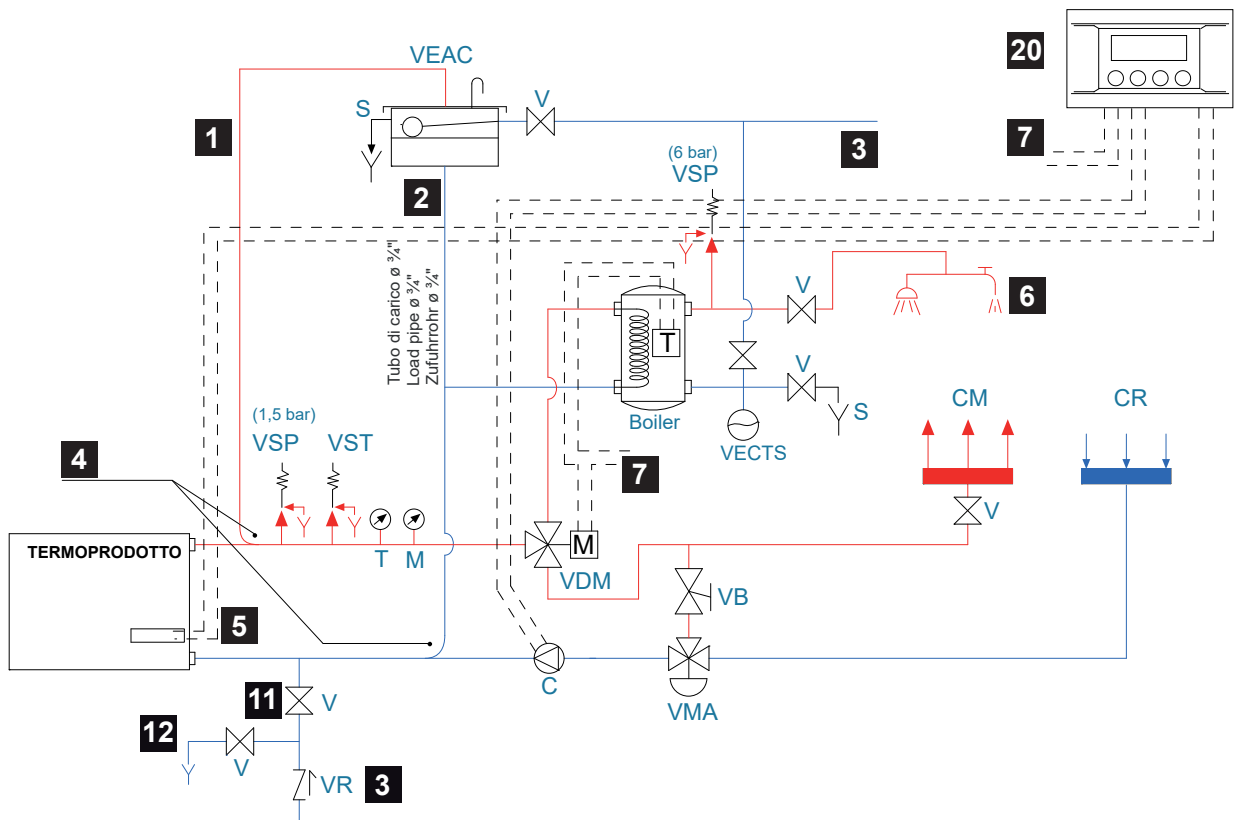 VEAC
20
S
V
1
3
7
(6 bar)
VSP
2
Tubo di carico ø ¾"
Load pipe ø ¾"
Zufuhrrohr ø ¾"
V
6
T
(1,5 bar)
VSP
VST
Boiler
V
S
CM
CR
VECTS
4
7
V
TERMOPRODOTTO
T
M
M
VDM
VB
5
C
VMA
11
V
12
V
VR
3